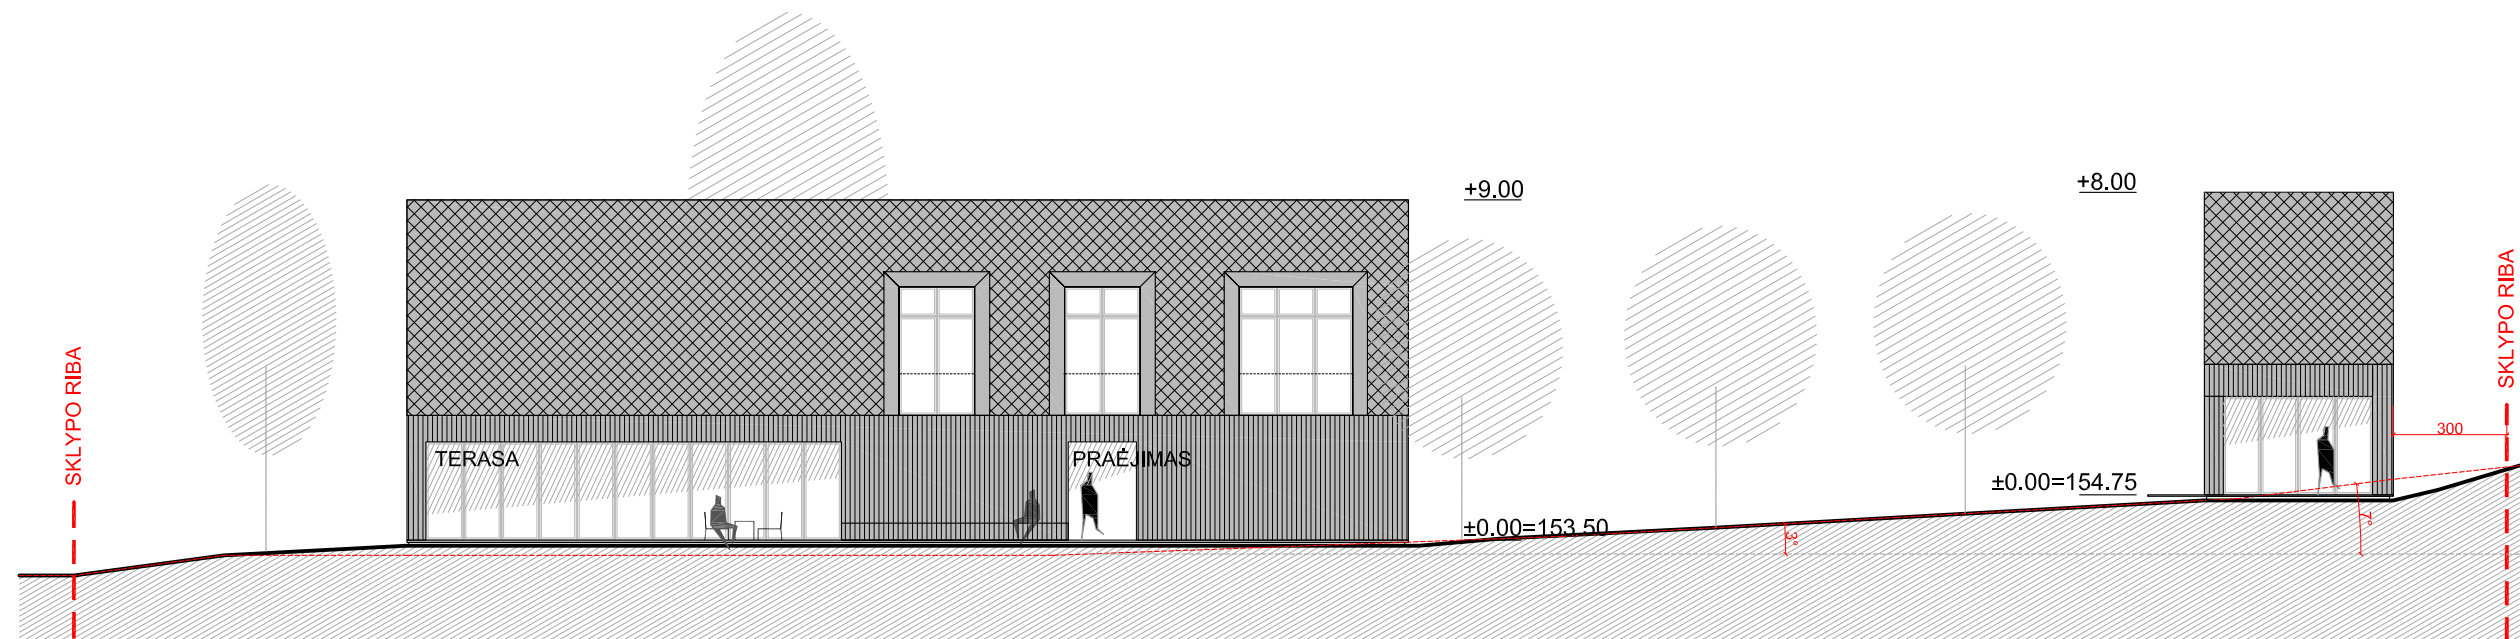 +9.00
+8.00
SKLYPO RIBA
SKLYPO RIBA
TERASA
PRAĖJIMAS
300
±0.00=154.75
±0.00=153.50
3°
7°